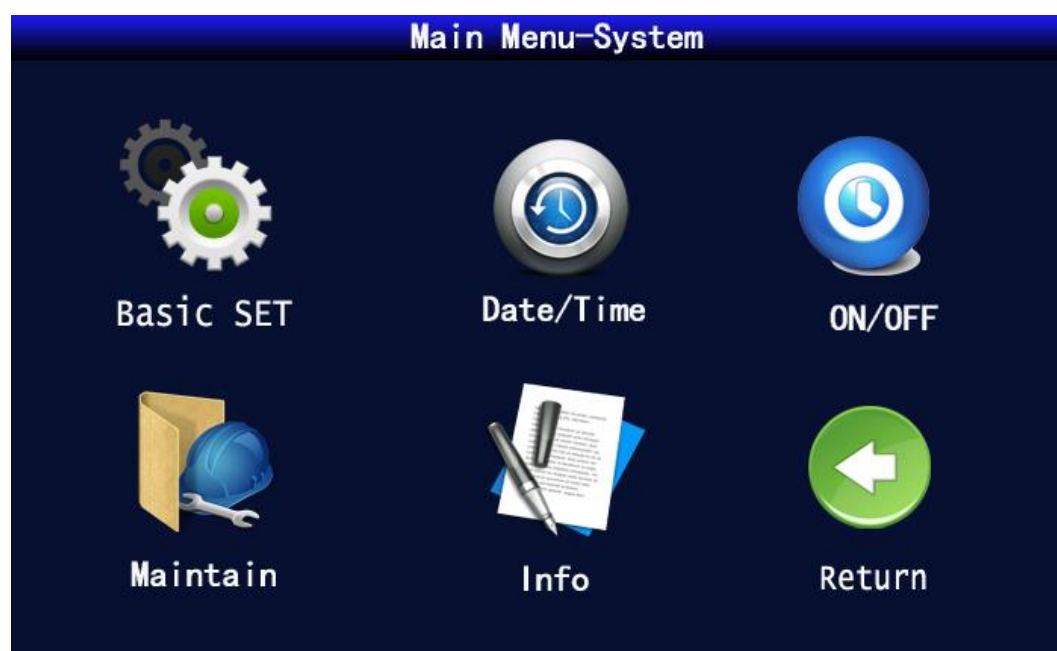 Main Menu-System
Basic SET
Date/Time
ON/OFF
Maintain
Info
Return